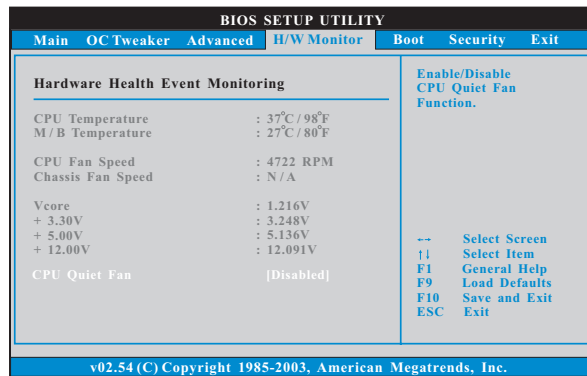 BIOS SETUP UTILITY
Main OC Tweaker Advanced H/W Monitor Boot Security Exit
Hardware Health Event Monitoring
CPU Temperature : 37°C / 98°F
M / B Temperature : 27°C / 80°F
CPU Fan Speed : 4722 RPM
Chassis Fan Speed : N / A
Vcore : 1.216V
+ 3.30V : 3.248V
+ 5.00V : 5.136V
+ 12.00V : 12.091V
CPU Quiet Fan [Disabled]
Enable/Disable
CPU Quiet Fan
Function.
←→ Select Screen
↑↓ Select Item
F1 General Help
F9 Load Defaults
F10 Save and Exit
ESC Exit
v02.54 (C) Copyright 1985-2003, American Megatrends, Inc.